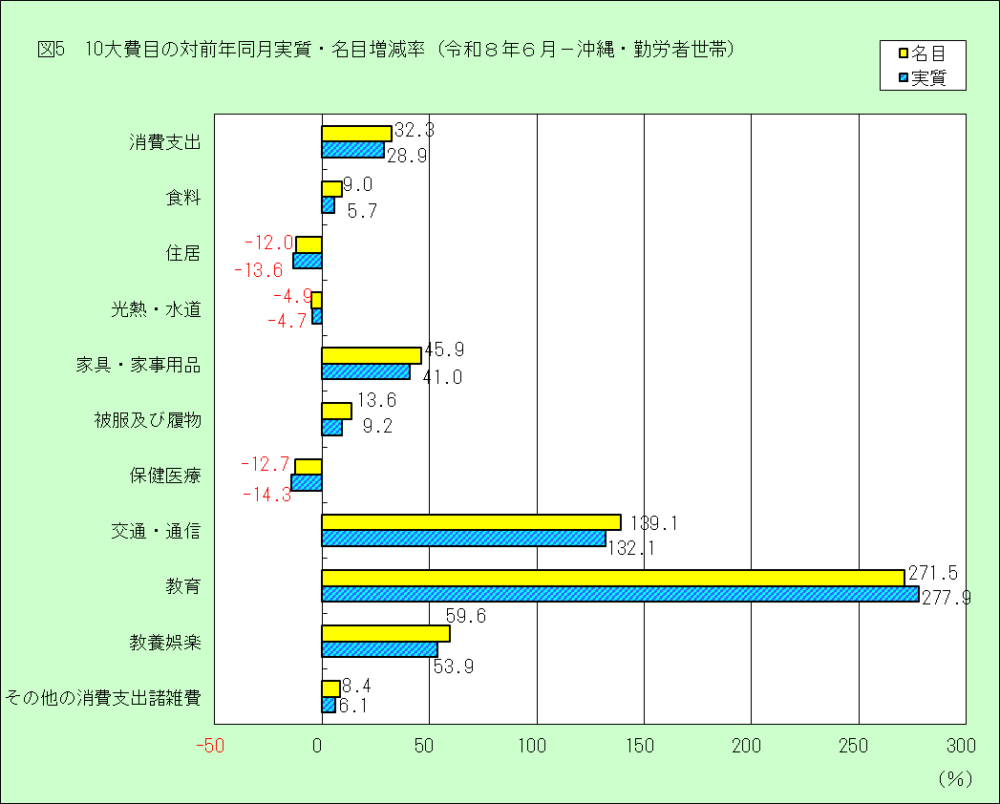 図5　10大費目の対前年同月実質・名目増減率（令和８年６月－沖縄・勤労者世帯）
名目
実質
消費支出 32.3 28.9
食料 9.0 5.7
住居 -12.0 -13.6
光熱・水道 -4.9 -4.7
家具・家事用品 45.9 41.0
被服及び履物 13.6 9.2
保健医療 -12.7 -14.3
交通・通信 139.1 132.1
教育 271.5 277.9
教養娯楽 59.6 53.9
その他の消費支出諸雑費 8.4 6.1
-50 0 50 100 150 200 250 300
（%）